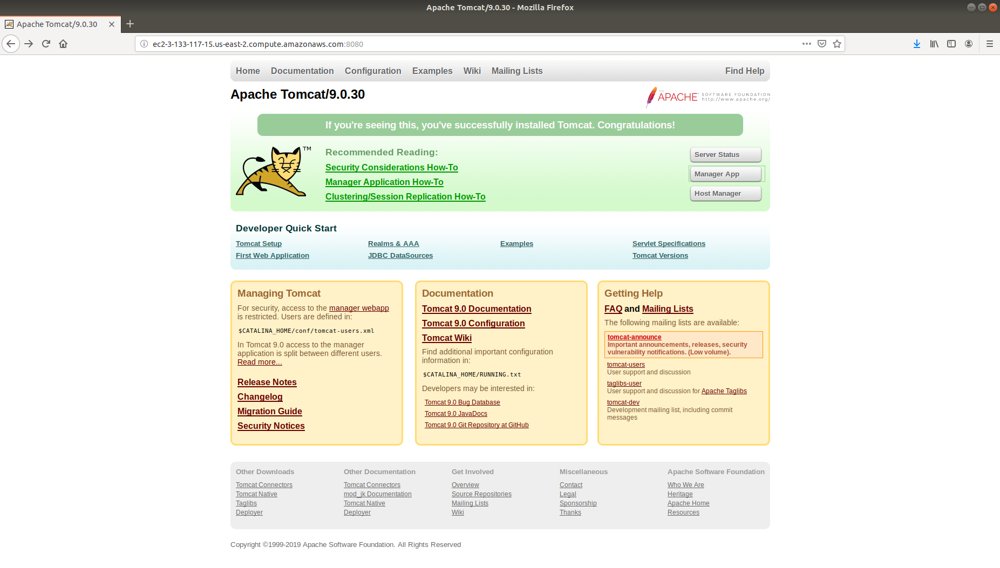 Apache Tomcat/9.0.30 - Mozilla Firefox
Apache Tomcat/9.0.30
ec2-3-133-117-15.us-east-2.compute.amazonaws.com:8080
Home Documentation Configuration Examples Wiki Mailing Lists Find Help
Apache Tomcat/9.0.30
THE APACHE SOFTWARE FOUNDATION
http://www.apache.org/
If you're seeing this, you've successfully installed Tomcat. Congratulations!
TM
Recommended Reading:
Security Considerations How-To
Manager Application How-To
Clustering/Session Replication How-To
Server Status
Manager App
Host Manager
Developer Quick Start
Tomcat Setup
First Web Application
Realms & AAA
JDBC DataSources
Examples
Servlet Specifications
Tomcat Versions
Managing Tomcat
For security, access to the manager webapp
is restricted. Users are defined in:
$CATALINA_HOME/conf/tomcat-users.xml
In Tomcat 9.0 access to the manager
application is split between different users.
Read more...
Release Notes
Changelog
Migration Guide
Security Notices
Documentation
Tomcat 9.0 Documentation
Tomcat 9.0 Configuration
Tomcat Wiki
Find additional important configuration
information in:
$CATALINA_HOME/RUNNING.txt
Developers may be interested in:
Tomcat 9.0 Bug Database
Tomcat 9.0 JavaDocs
Tomcat 9.0 Git Repository at GitHub
Getting Help
FAQ and Mailing Lists
The following mailing lists are available:
tomcat-announce
Important announcements, releases, security
vulnerability notifications. (Low volume).
tomcat-users
User support and discussion
taglibs-user
User support and discussion for Apache Taglibs
tomcat-dev
Development mailing list, including commit
messages
Other Downloads
Tomcat Connectors
Tomcat Native
Taglibs
Deployer
Other Documentation
Tomcat Connectors
mod_jk Documentation
Tomcat Native
Deployer
Get Involved
Overview
Source Repositories
Mailing Lists
Wiki
Miscellaneous
Contact
Legal
Sponsorship
Thanks
Apache Software Foundation
Who We Are
Heritage
Apache Home
Resources
Copyright ©1999-2019 Apache Software Foundation. All Rights Reserved